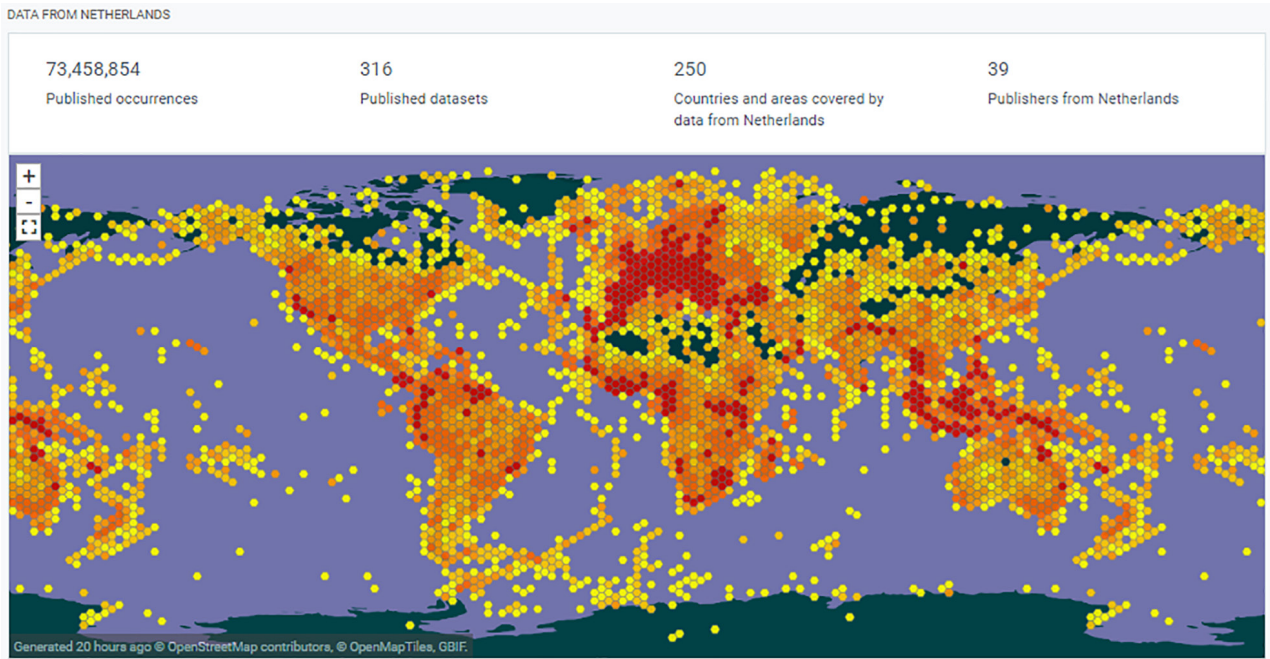 DATA FROM NETHERLANDS
73,458,854
Published occurrences
316
Published datasets
250
Countries and areas covered by
data from Netherlands
39
Publishers from Netherlands
+
-
Generated 20 hours ago © OpenStreetMap contributors, © OpenMapTiles, GBIF.